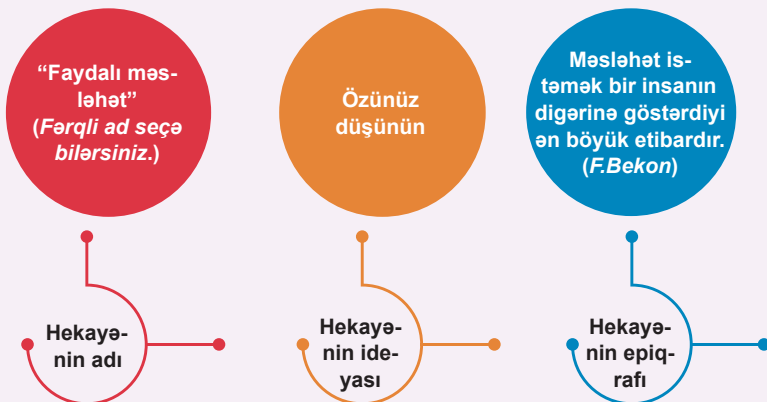 “Faydalı məs-
ləhət”
(Fərqli ad seçə
bilərsiniz.)
Özünüz
düşünün
Məsləhət is-
təmək bir insanın
digərinə göstərdiyi
ən böyük etibardır.
(F.Bekon)
Hekayə-
nin adı
Hekayə-
nin ide-
yası
Hekayə-
nin epiq-
rafı